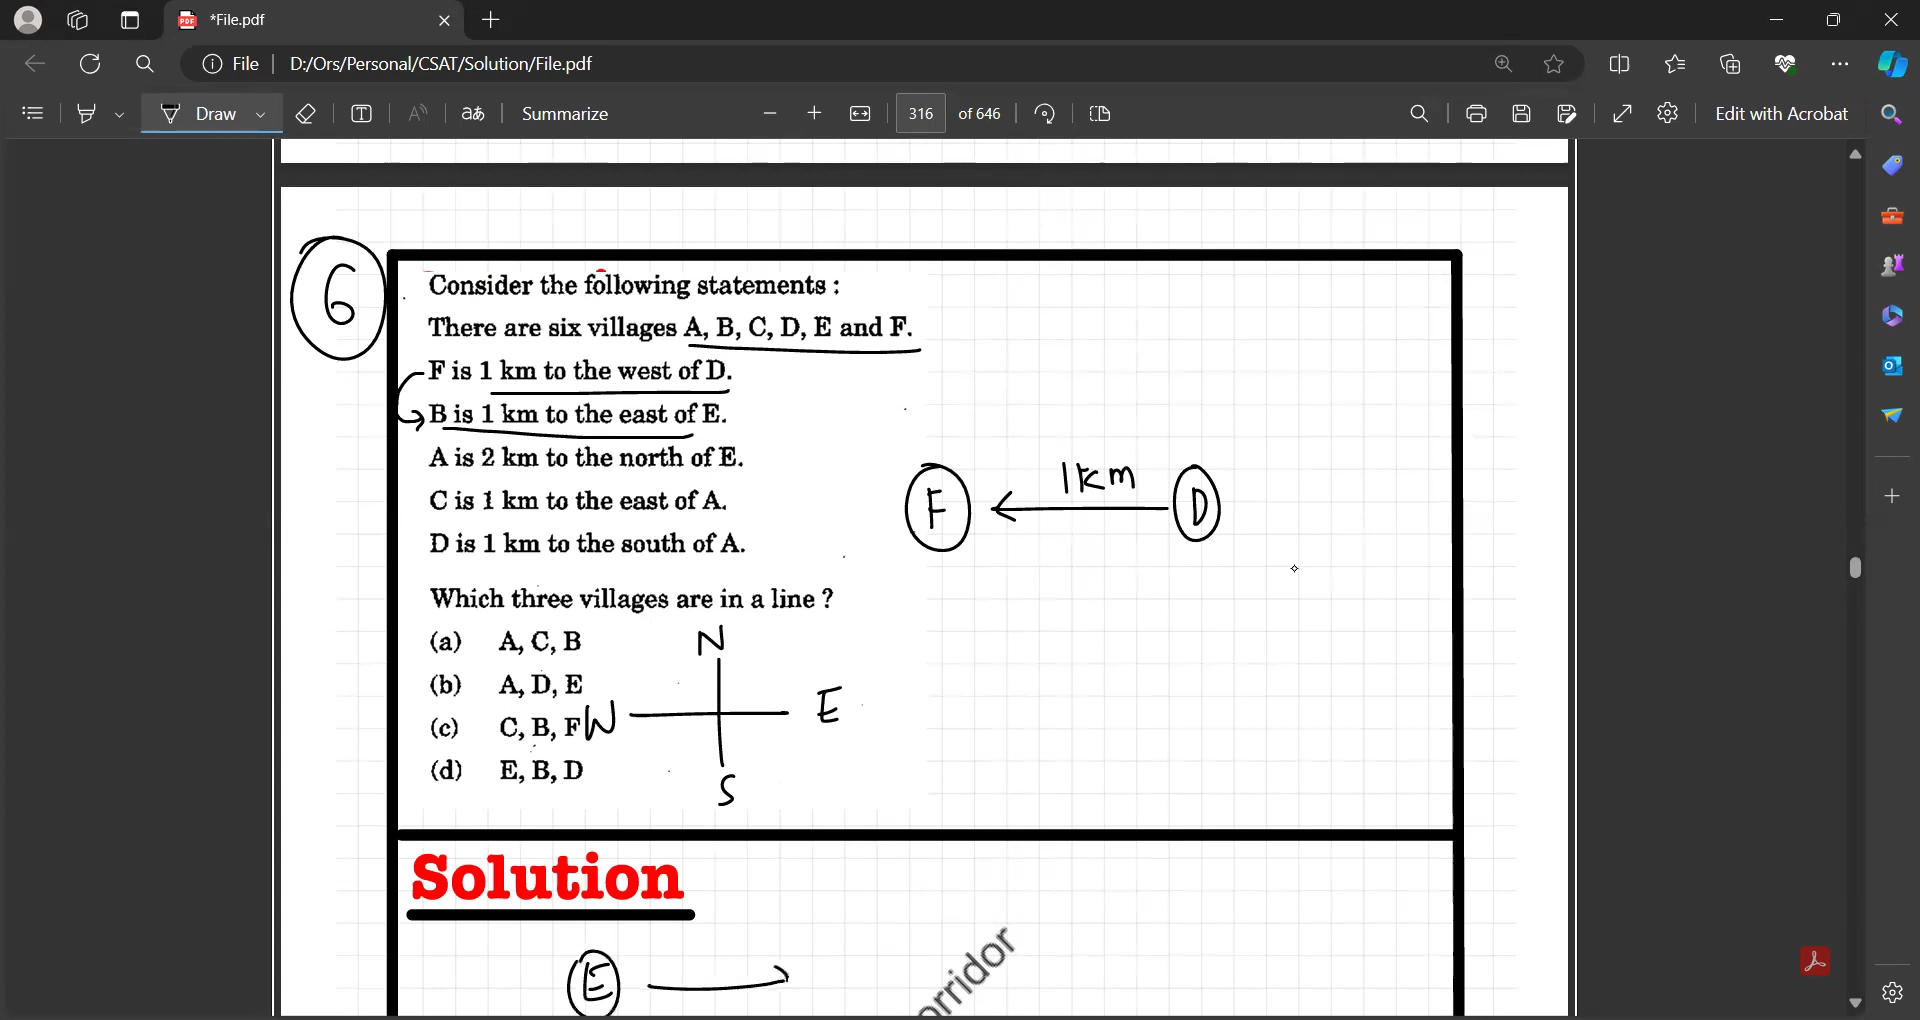 *File.pdf
File
D:/Ors/Personal/CSAT/Solution/File.pdf
Draw
Summarize
316 of 646
Edit with Acrobat
6
Consider the following statements :
There are six villages A, B, C, D, E and F.
F is 1 km to the west of D.
B is 1 km to the east of E.
A is 2 km to the north of E.
C is 1 km to the east of A.
D is 1 km to the south of A.
Which three villages are in a line ?
(a) A, C, B
(b) A, D, E
(c) C, B, F
(d) E, B, D
N
W E
S
F 1km D
Solution
E
orridor